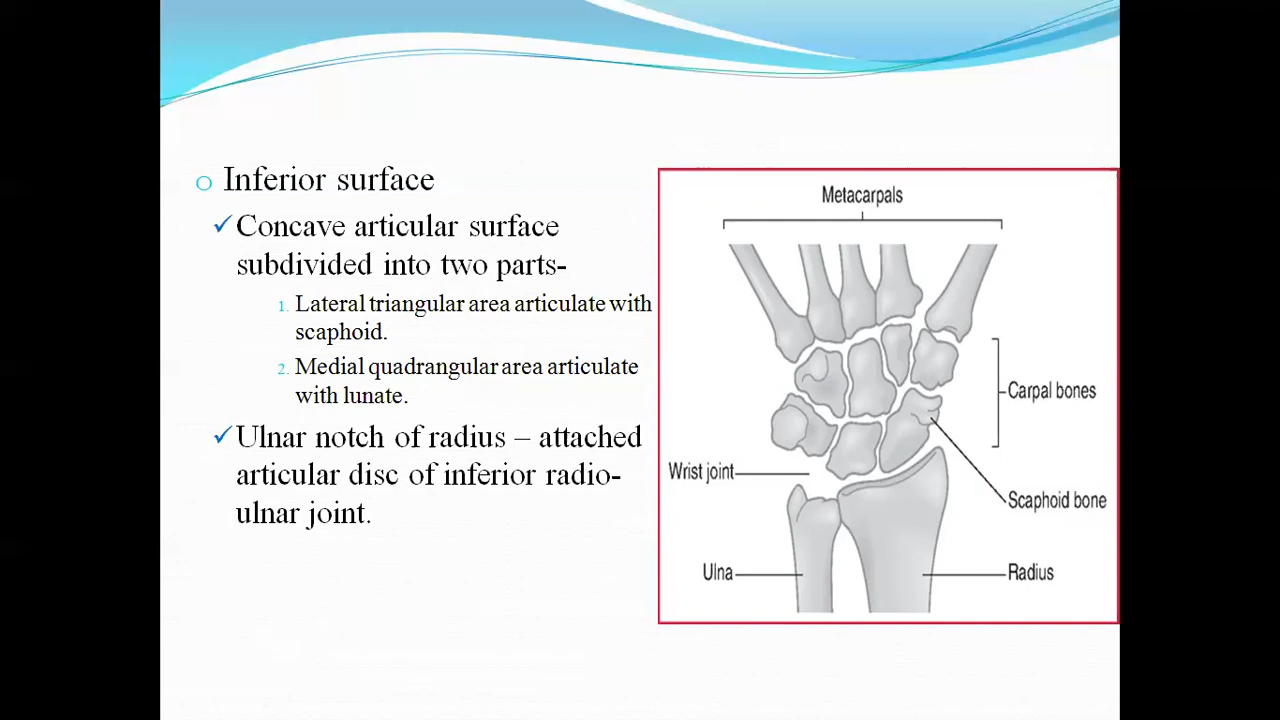 Inferior surface
Concave articular surface
subdivided into two parts-
1. Lateral triangular area articulate with
scaphoid.
2. Medial quadrangular area articulate
with lunate.
Ulnar notch of radius – attached
articular disc of inferior radio-
ulnar joint.
Metacarpals
Carpal bones
Wrist joint
Scaphoid bone
Ulna
Radius